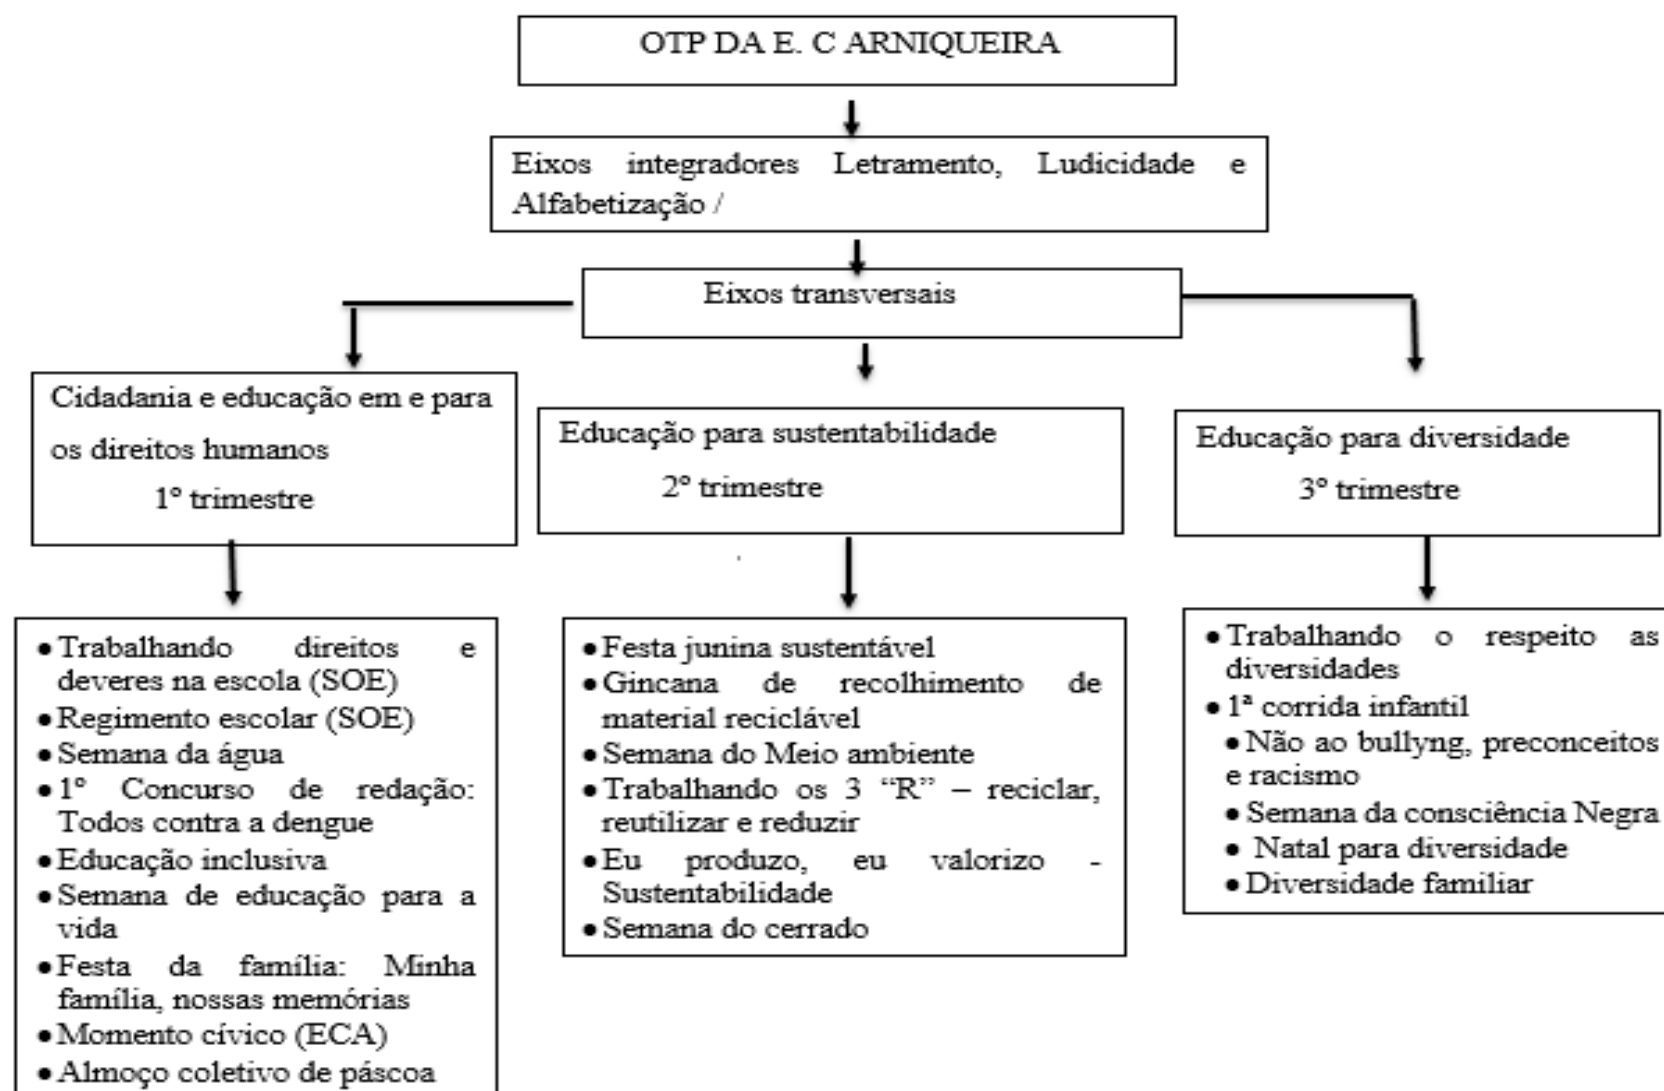 OTP DA E. C ARNIQUEIRA
Eixos integradores Letramento, Ludicidade e
Alfabetização /
Eixos transversais
Cidadania e educação em e para
os direitos humanos
1º trimestre
Educação para sustentabilidade
2º trimestre
Educação para diversidade
3º trimestre
•Trabalhando direitos e
deveres na escola (SOE)
•Regimento escolar (SOE)
•Semana da água
•1º Concurso de redação:
Todos contra a dengue
•Educação inclusiva
•Semana de educação para a
vida
•Festa da família: Minha
família, nossas memórias
•Momento cívico (ECA)
•Almoço coletivo de páscoa
•Festa junina sustentável
•Gincana de recolhimento de
material reciclável
•Semana do Meio ambiente
•Trabalhando os 3 “R” – reciclar,
reutilizar e reduzir
•Eu produzo, eu valorizo -
Sustentabilidade
•Semana do cerrado
•Trabalhando o respeito as
diversidades
•1ª corrida infantil
•Não ao bullyng, preconceitos
e racismo
•Semana da consciência Negra
• Natal para diversidade
•Diversidade familiar